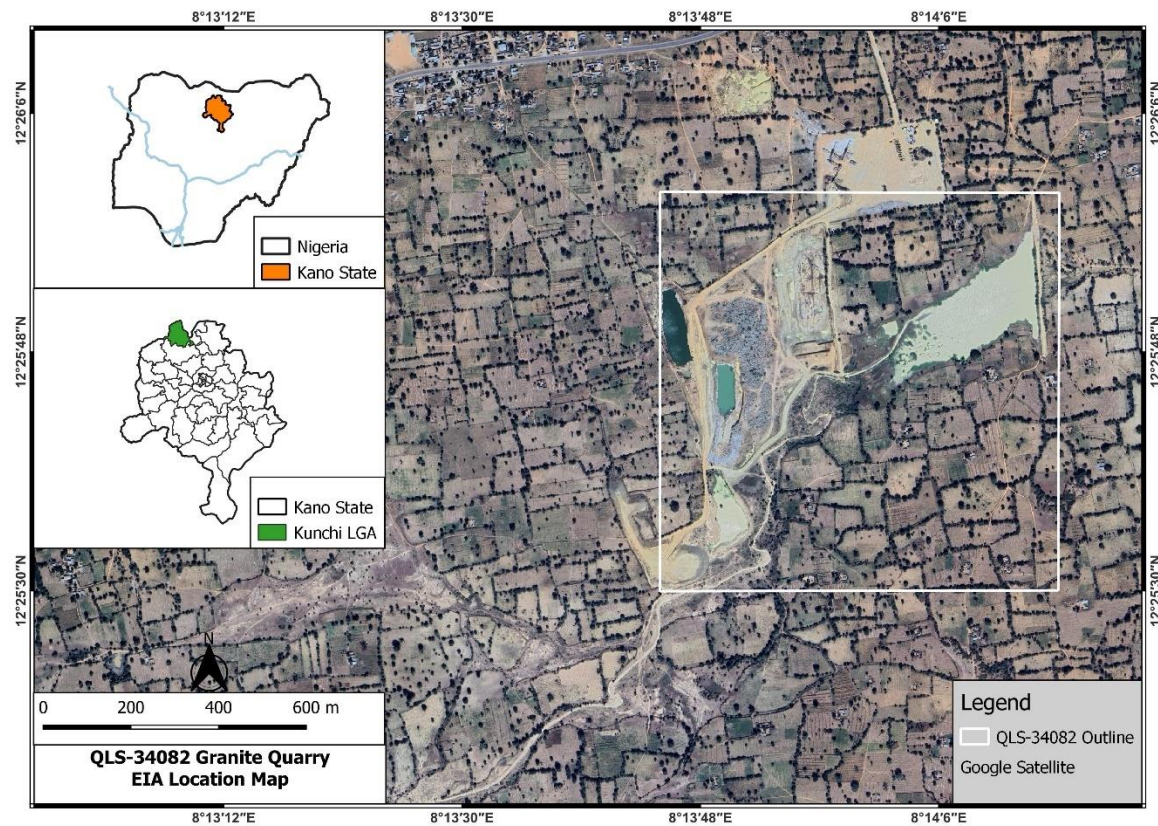 8°13'12"E 8°13'30"E 8°13'48"E 8°14'6"E
12°26'6"N
12°25'48"N
12°25'30"N
Nigeria
Kano State
Kano State
Kunchi LGA
N
0 200 400 600 m
QLS-34082 Granite Quarry
EIA Location Map
Legend
QLS-34082 Outline
Google Satellite
12°26'6"N
12°25'48"N
12°25'30"N
8°13'12"E 8°13'30"E 8°13'48"E 8°14'6"E